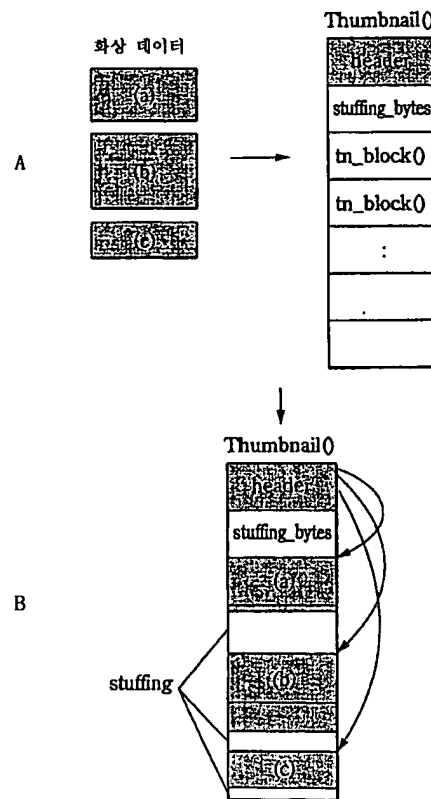 Thumbnail()
화상 데이터
header
(a)
stuffing_bytes
A
(b)
tn_block()
tn_block()
(c)
:
.
Thumbnail()
header
stuffing_bytes
(a)
B
stuffing
(b)
(c)